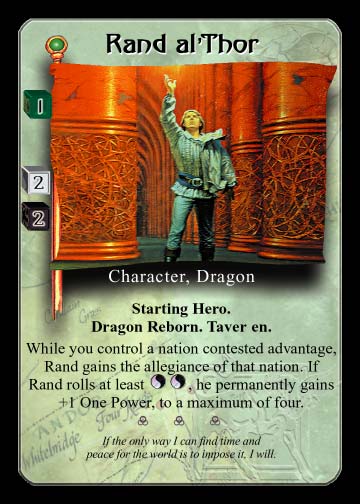 Rand al'Thor
1
2
2
Character, Dragon
Starting Hero.
Dragon Reborn. Taver en.
While you control a nation contested advantage,
Rand gains the allegiance of that nation. If
Rand rolls at least , he permanently gains
+1 One Power, to a maximum of four.
If the only way I can find time and
peace for the world is to impose it, I will.
Whitebridge